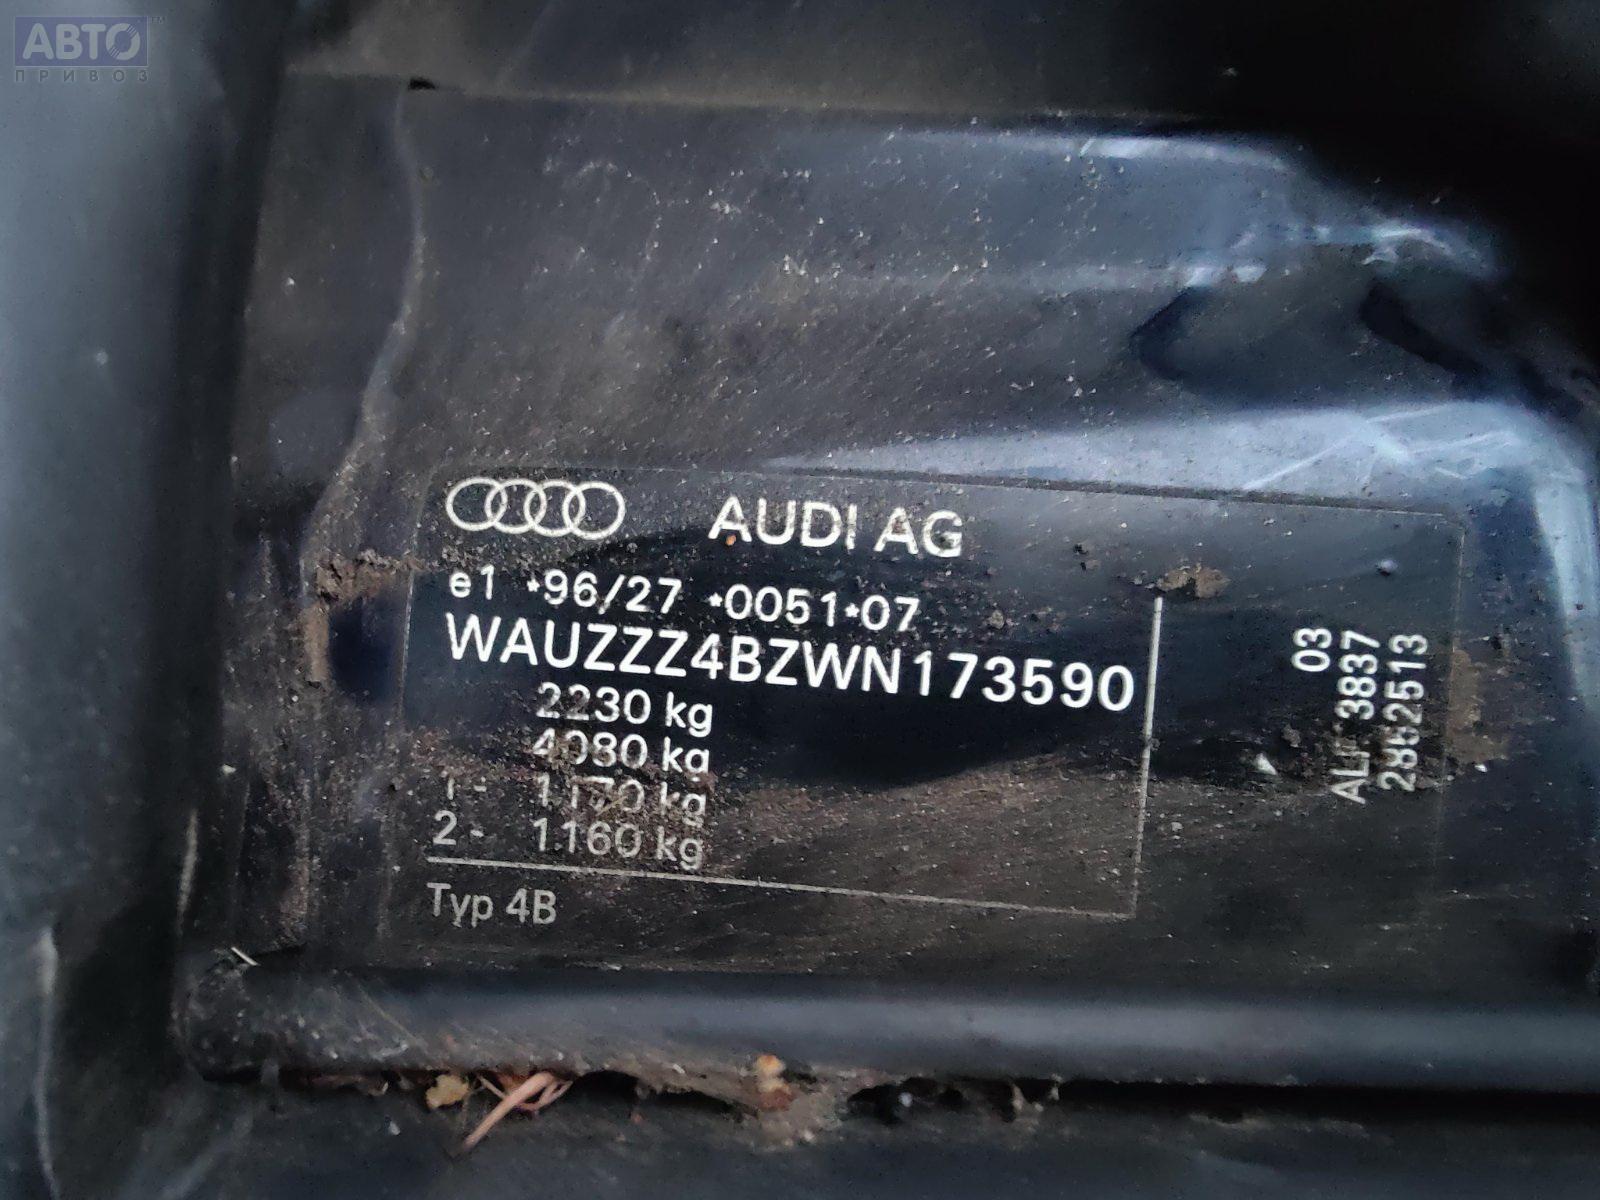 АВТО™
ПРИВОЗ
AUDI AG
e1 *96/27 *0051*07
WAUZZZ4BZWN173590
2230 kg
4080 kg
1- 1170 kg
2- 1160 kg
Typ 4B
03
3837
2862513